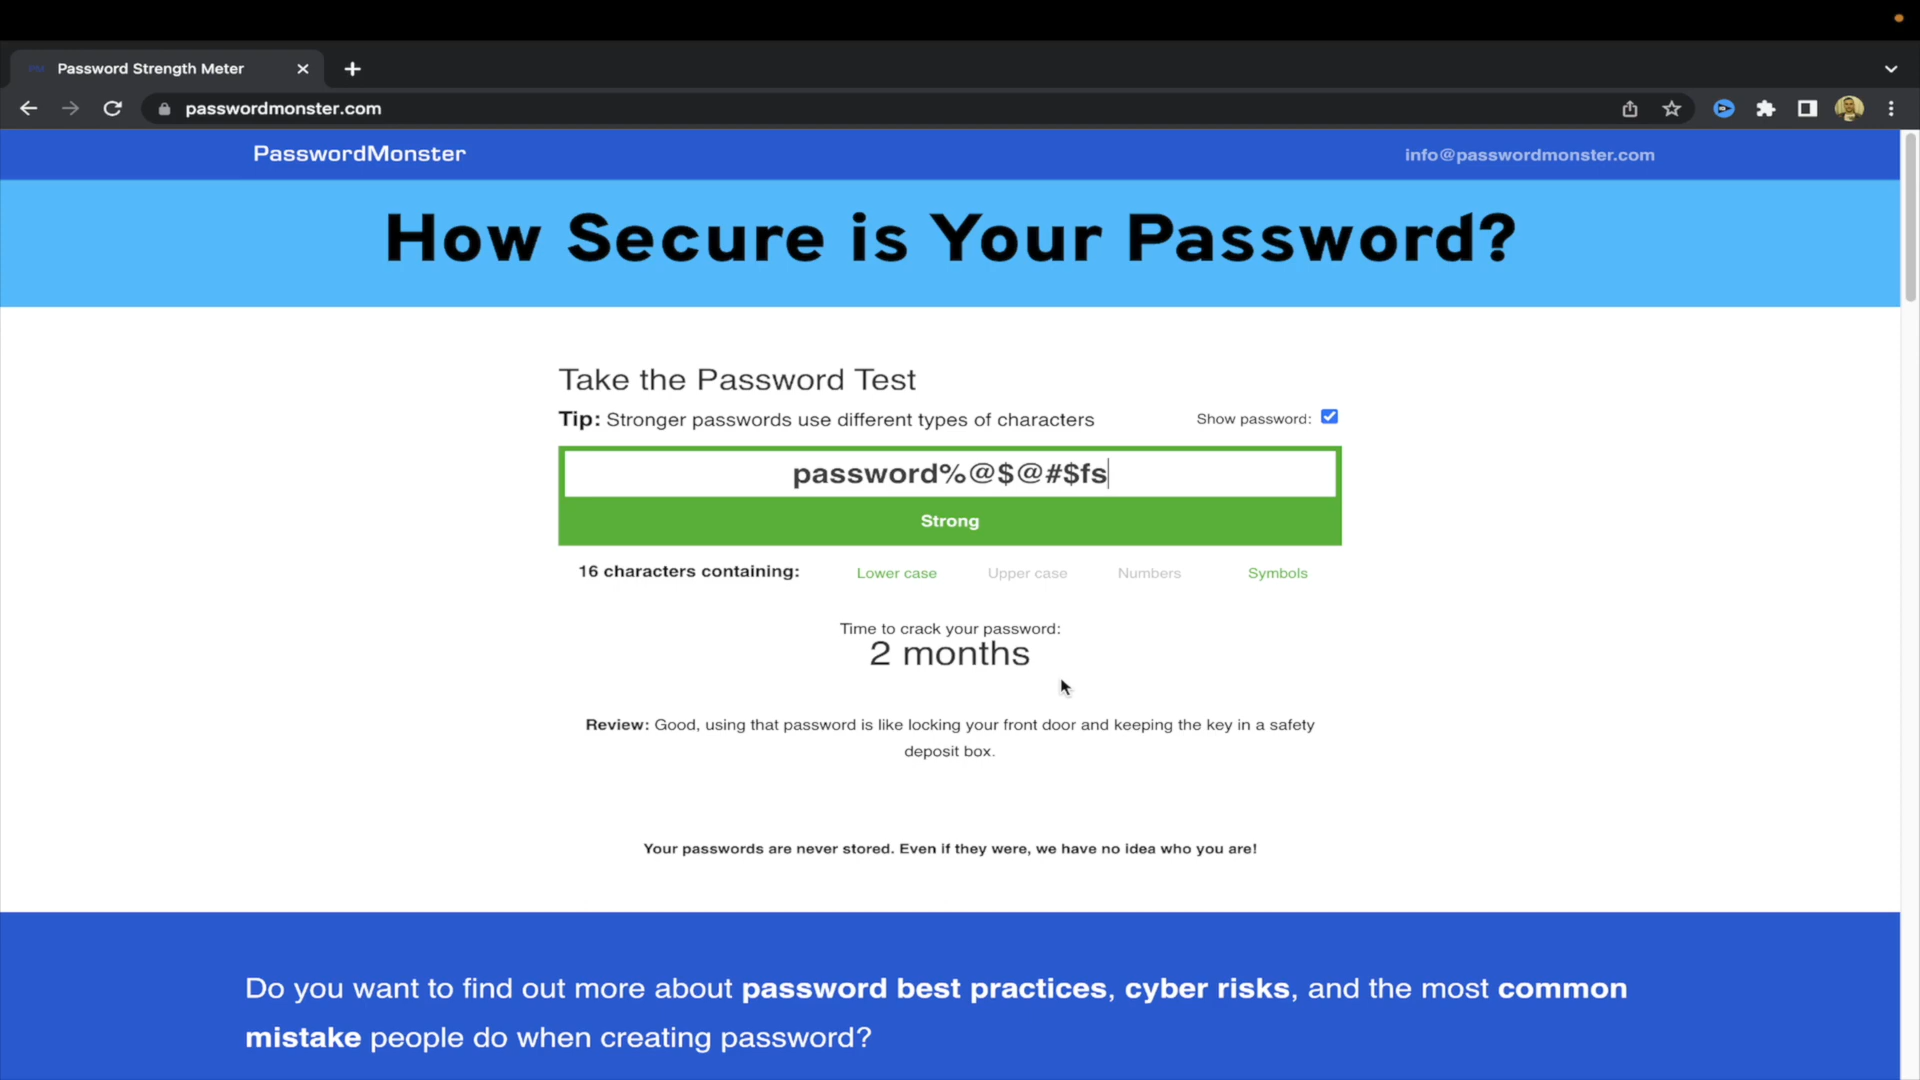 Password Strength Meter
passwordmonster.com
PasswordMonster
info@passwordmonster.com
How Secure is Your Password?
Take the Password Test
Tip: Stronger passwords use different types of characters
Show password:
password%@$@#$fs
Strong
16 characters containing:
Lower case
Upper case
Numbers
Symbols
Time to crack your password:
2 months
Review: Good, using that password is like locking your front door and keeping the key in a safety
deposit box.
Your passwords are never stored. Even if they were, we have no idea who you are!
Do you want to find out more about password best practices, cyber risks, and the most common
mistake people do when creating password?